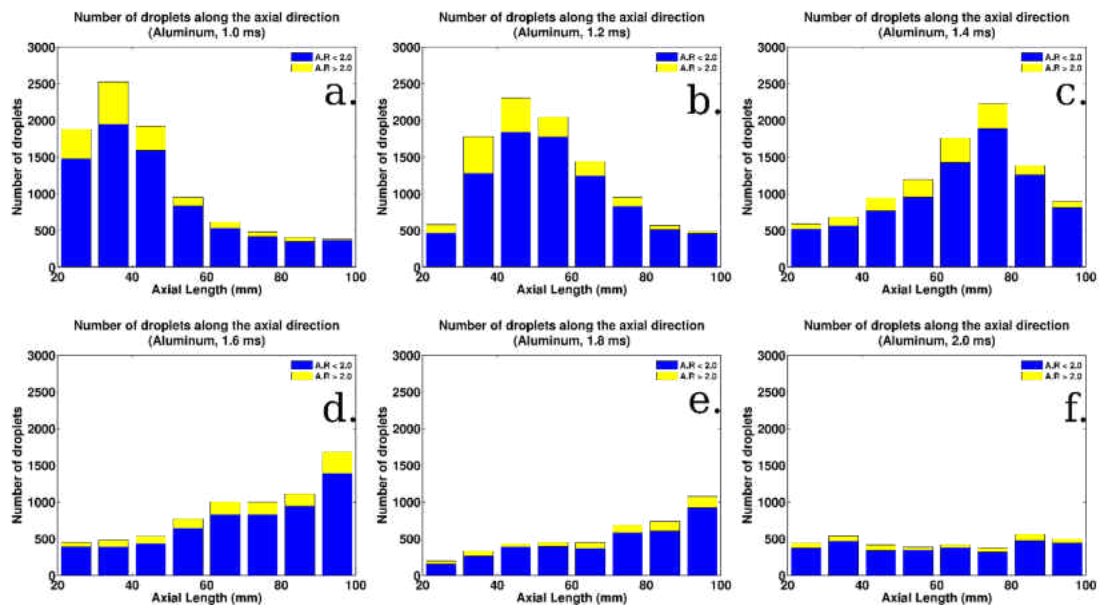 Number of droplets along the axial direction
(Aluminum, 1.0 ms)
3000
2500
2000
1500
1000
500
0
Number of droplets
A.R < 2.0
A.R > 2.0
a.
20 40 60 80 100
Axial Length (mm)
Number of droplets along the axial direction
(Aluminum, 1.2 ms)
3000
2500
2000
1500
1000
500
0
Number of droplets
A.R < 2.0
A.R > 2.0
b.
20 40 60 80 100
Axial Length (mm)
Number of droplets along the axial direction
(Aluminum, 1.4 ms)
3000
2500
2000
1500
1000
500
0
Number of droplets
A.R < 2.0
A.R > 2.0
c.
20 40 60 80 100
Axial Length (mm)
Number of droplets along the axial direction
(Aluminum, 1.6 ms)
3000
2500
2000
1500
1000
500
0
Number of droplets
A.R < 2.0
A.R > 2.0
d.
20 40 60 80 100
Axial Length (mm)
Number of droplets along the axial direction
(Aluminum, 1.8 ms)
3000
2500
2000
1500
1000
500
0
Number of droplets
A.R < 2.0
A.R > 2.0
e.
20 40 60 80 100
Axial Length (mm)
Number of droplets along the axial direction
(Aluminum, 2.0 ms)
3000
2500
2000
1500
1000
500
0
Number of droplets
A.R < 2.0
A.R > 2.0
f.
20 40 60 80 100
Axial Length (mm)